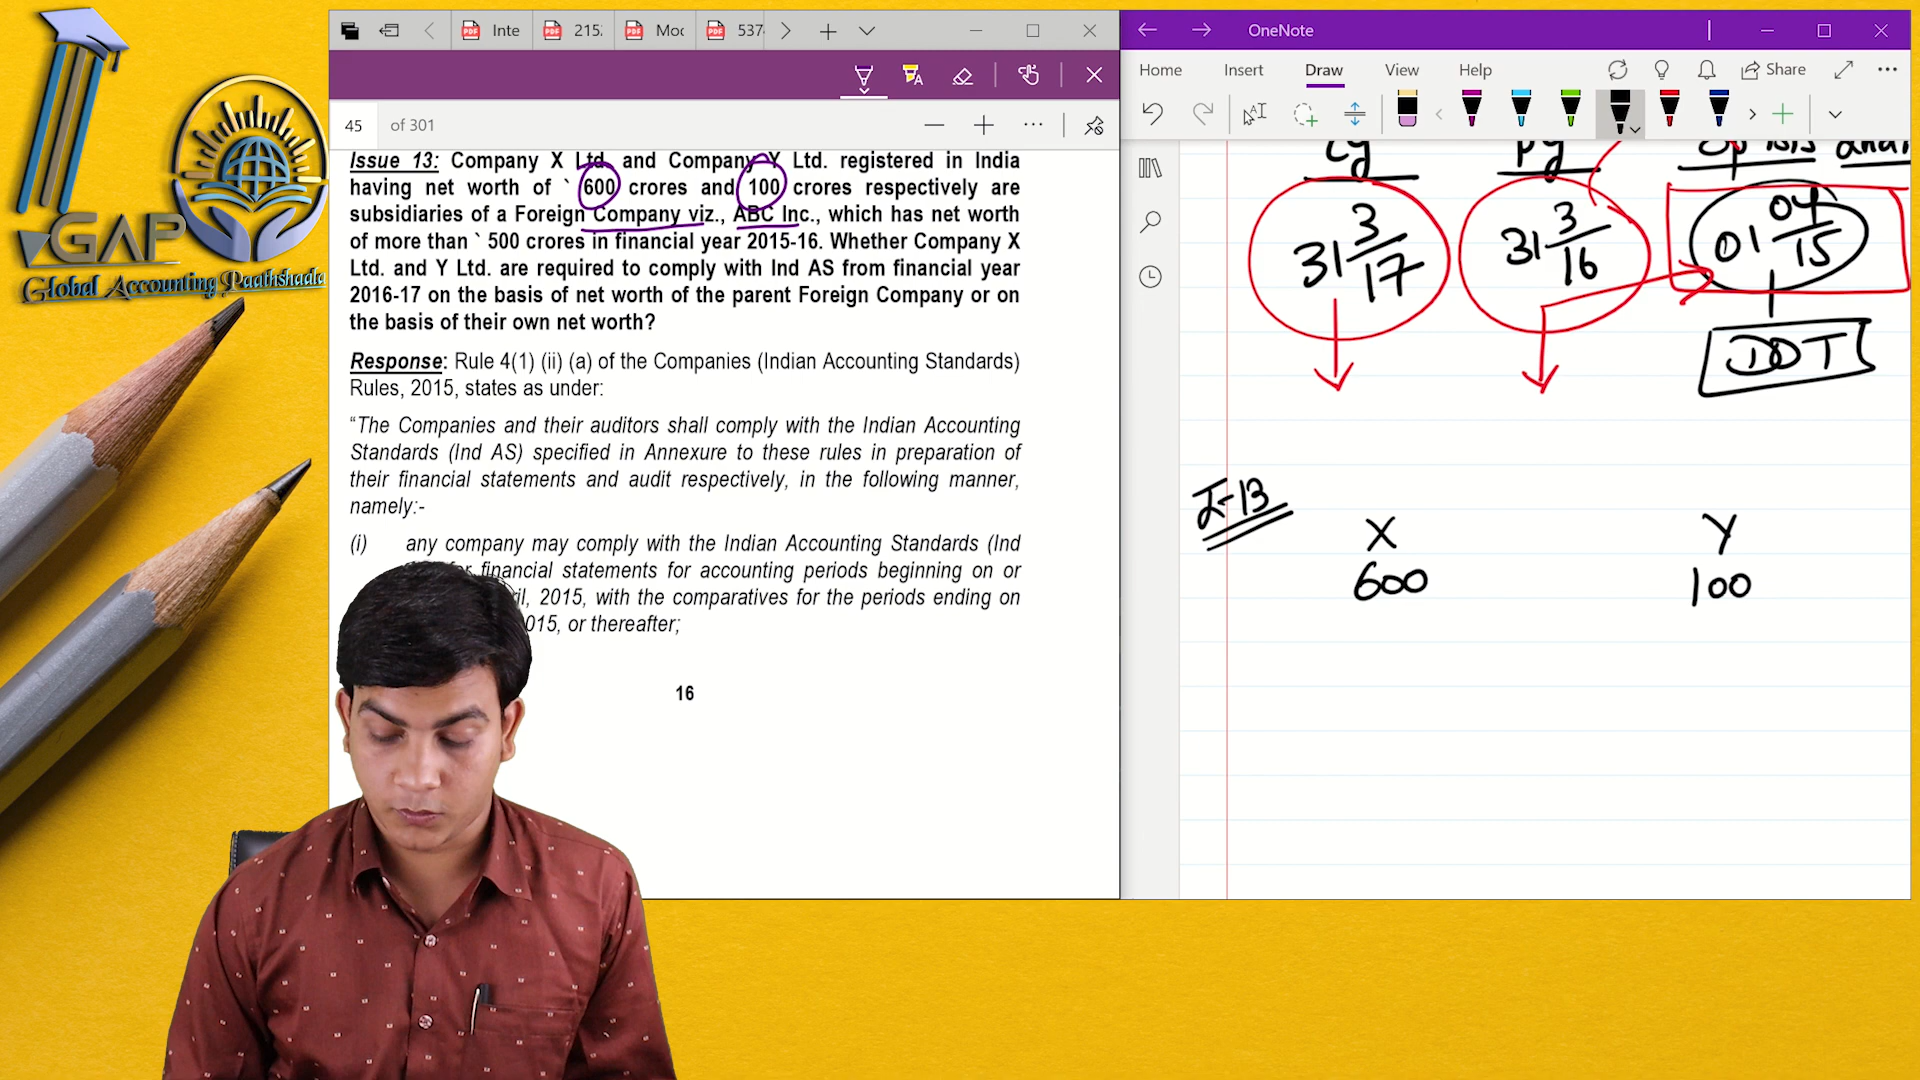 GAP
Global Accounting Paathshada
Inte
215.
Moc
537
45
of 301
Issue 13: Company X Ltd. and Company Y Ltd. registered in India
having net worth of ` 600 crores and 100 crores respectively are
subsidiaries of a Foreign Company viz., ABC Inc., which has net worth
of more than ` 500 crores in financial year 2015-16. Whether Company X
Ltd. and Y Ltd. are required to comply with Ind AS from financial year
2016-17 on the basis of net worth of the parent Foreign Company or on
the basis of their own net worth?
Response: Rule 4(1) (ii) (a) of the Companies (Indian Accounting Standards)
Rules, 2015, states as under:
"The Companies and their auditors shall comply with the Indian Accounting
Standards (Ind AS) specified in Annexure to these rules in preparation of
their financial statements and audit respectively, in the following manner,
namely:-
(i) any company may comply with the Indian Accounting Standards (Ind
financial statements for accounting periods beginning on or
2015, with the comparatives for the periods ending on
015, or thereafter;
16
OneNote
Home Insert Draw View Help Share
CY PY
31 3/17 31 3/16 01 04/15
DDT
I-13
X Y
600 100